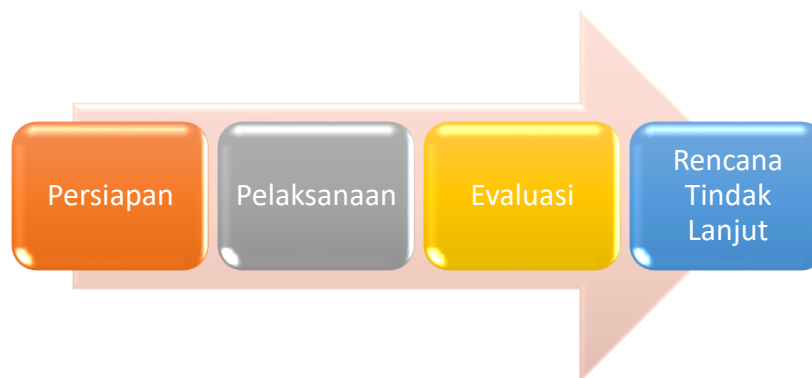 Persiapan
Pelaksanaan
Evaluasi
Rencana
Tindak
Lanjut